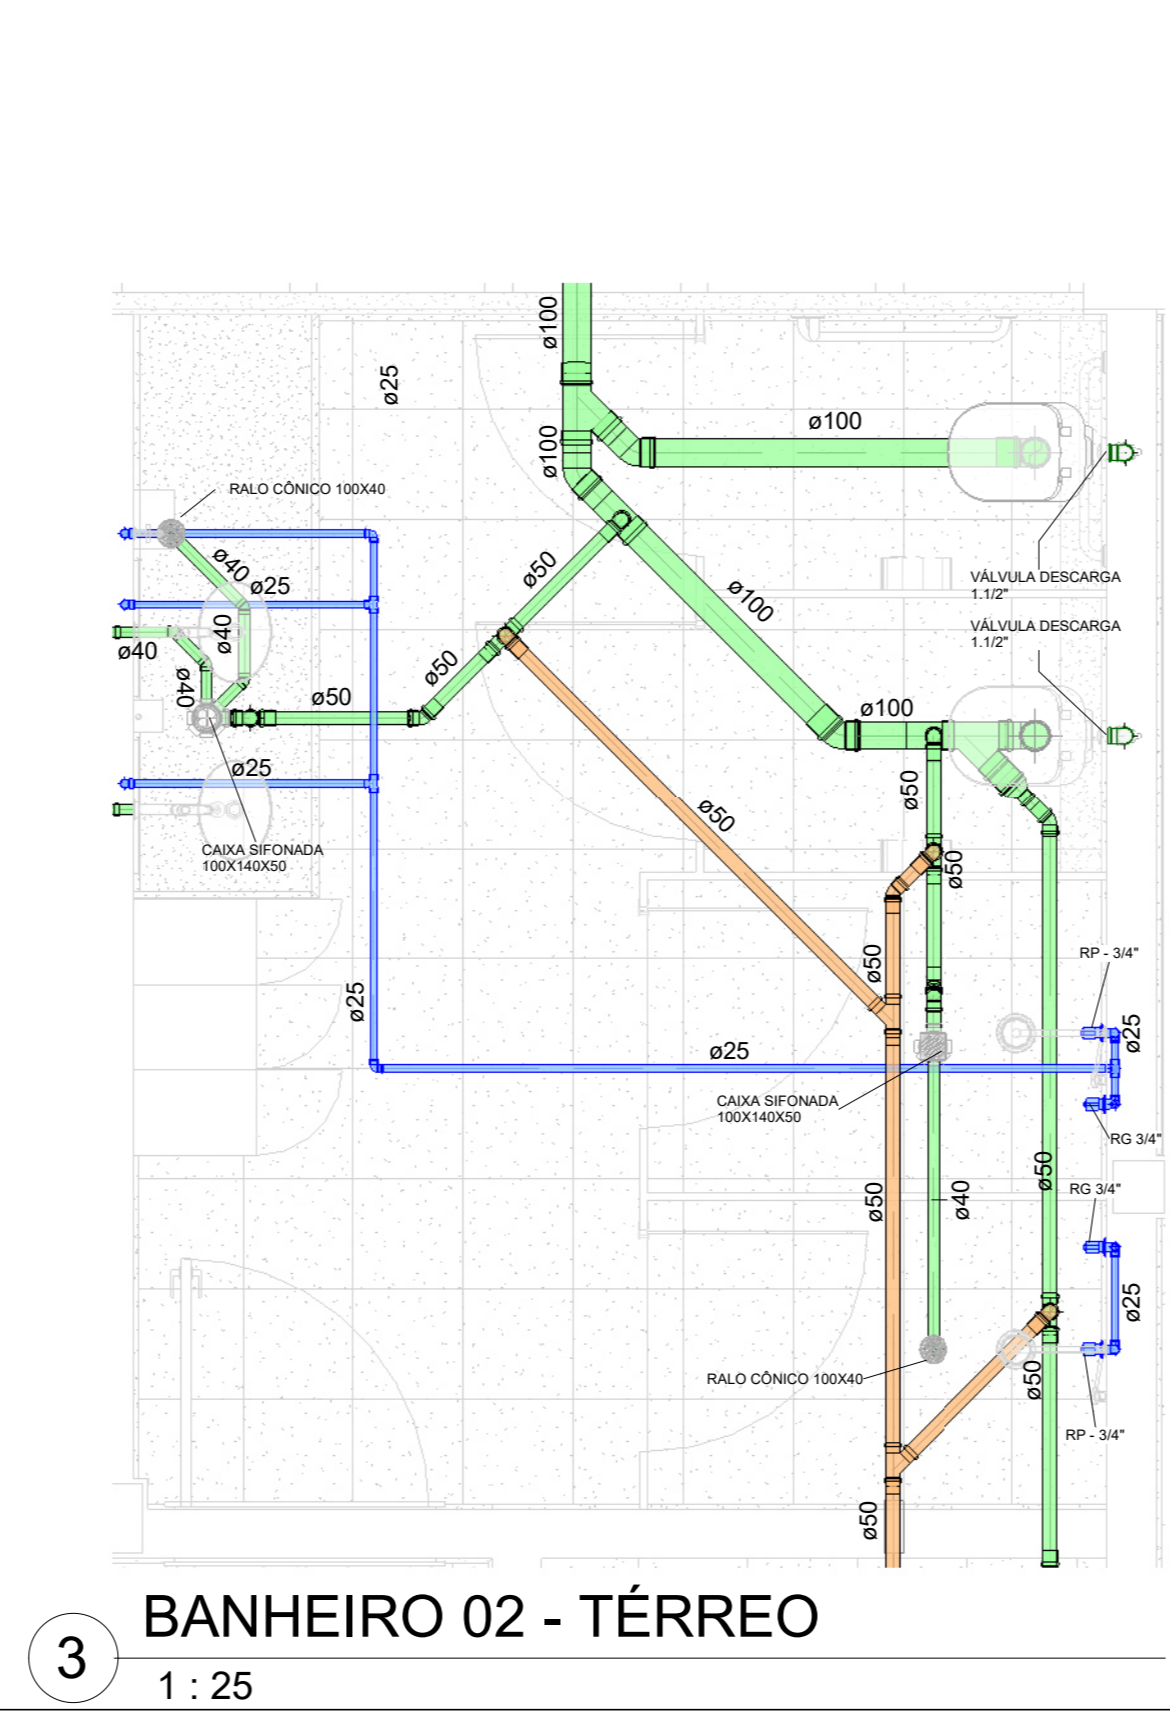 ø100
ø25
ø100
ø100
RALO CÔNICO 100X40
ø40
ø25
ø50
ø100
VÁLVULA DESCARGA
1.1/2"
VÁLVULA DESCARGA
1.1/2"
ø40
ø40
ø40
ø50
ø50
ø100
ø25
ø50
ø50
CAIXA SIFONADA
100X140X50
ø50
ø50
RP - 3/4"
ø25
ø25
ø25
CAIXA SIFONADA
100X140X50
RG 3/4"
ø50
ø40
ø50
RG 3/4"
ø25
RALO CÔNICO 100X40
ø50
RP - 3/4"
ø50
3
BANHEIRO 02 - TÉRREO
1 : 25